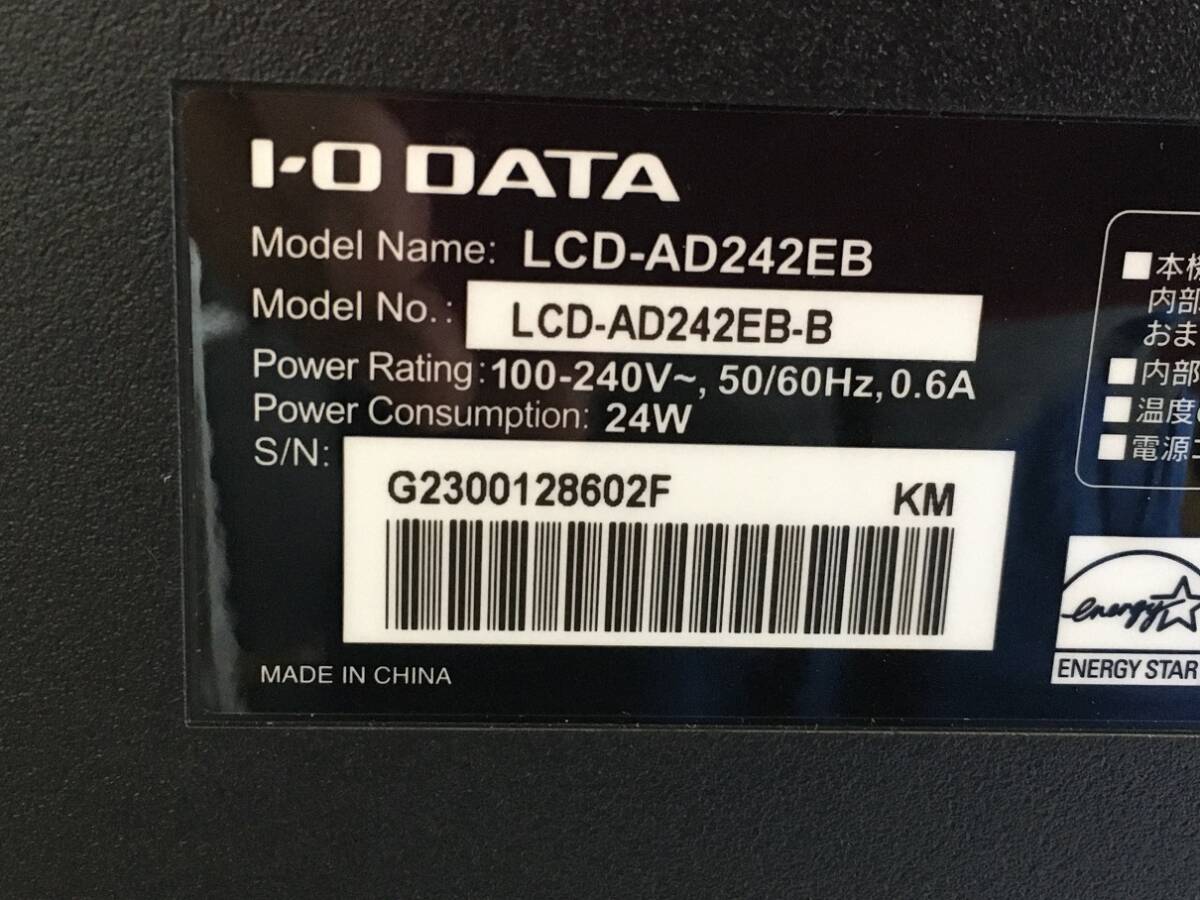 I-O DATA
Model Name: LCD-AD242EB
Model No.: LCD-AD242EB-B
Power Rating: 100-240V~, 50/60Hz, 0.6A
Power Consumption: 24W
S/N:
G2300128602F KM
MADE IN CHINA
■本機
内部
おま
■内部
■温度
■電源コ
energy
ENERGY STAR